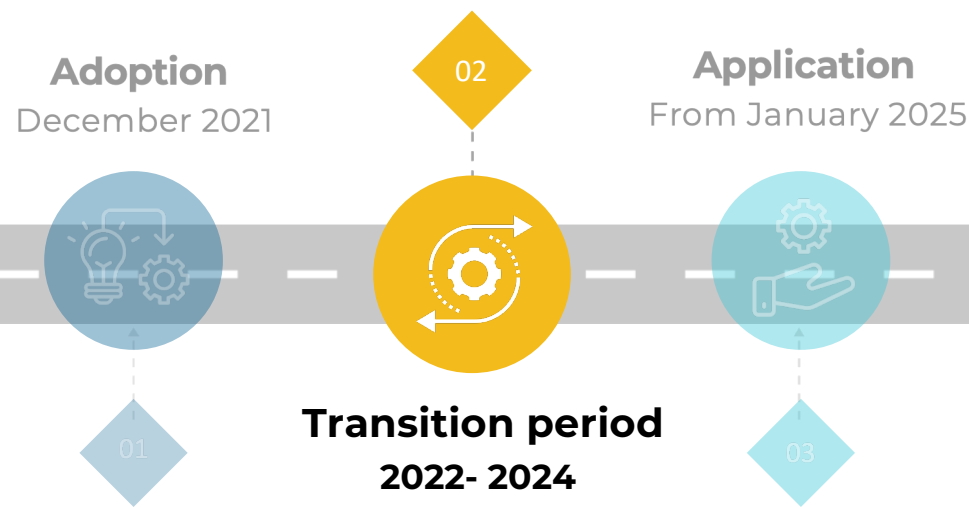 Adoption
December 2021
02
Application
From January 2025
Transition period
2022- 2024
01
03